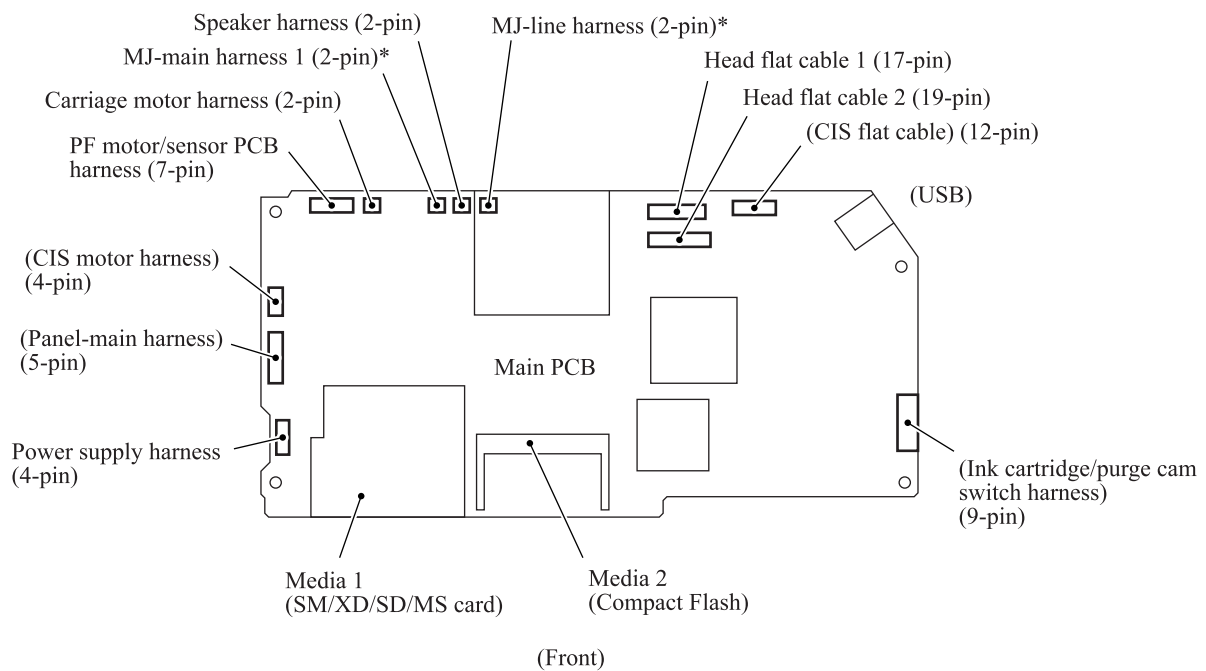 Speaker harness (2-pin)
MJ-line harness (2-pin)*
MJ-main harness 1 (2-pin)*
Head flat cable 1 (17-pin)
Carriage motor harness (2-pin)
Head flat cable 2 (19-pin)
(CIS flat cable) (12-pin)
PF motor/sensor PCB
harness (7-pin)
(USB)
(CIS motor harness)
(4-pin)
(Panel-main harness)
(5-pin)
Main PCB
Power supply harness
(4-pin)
(Ink cartridge/purge cam
switch harness)
(9-pin)
Media 1
(SM/XD/SD/MS card)
Media 2
(Compact Flash)
(Front)